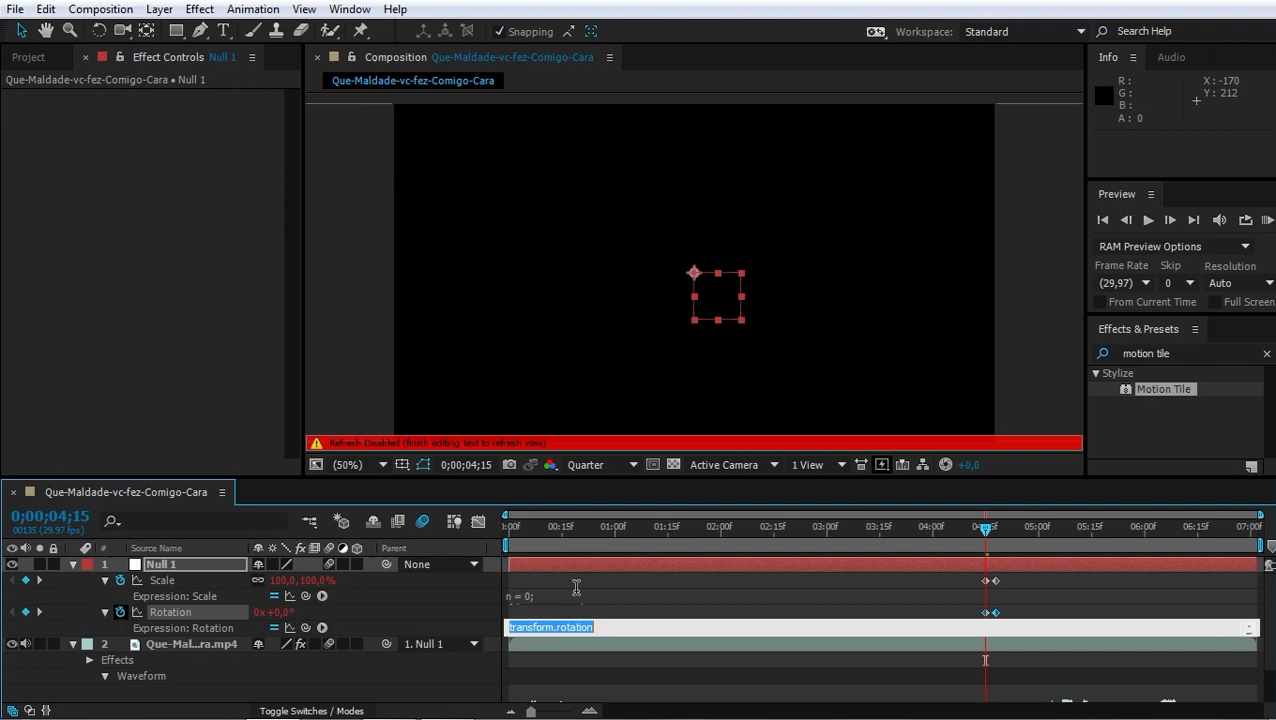 File Edit Composition Layer Effect Animation View Window Help
Snapping Workspace: Standard Search Help
Project Effect Controls Null 1 Composition Que-Maldade-vc-fez-Comigo-Cara Info Audio
Que-Maldade-vc-fez-Comigo-Cara • Null 1 Que-Maldade-vc-fez-Comigo-Cara
R : X : -170
G : Y : 212
B :
A : 0
Preview
RAM Preview Options
Frame Rate Skip Resolution
(29,97) 0 Auto
From Current Time Full Screen
Effects & Presets
motion tile
Stylize
Motion Tile
Refresh Disabled (finish editing text to refresh view)
(50%) 0;00;04;15 Quarter Active Camera 1 View +0,0
Que-Maldade-vc-fez-Comigo-Cara
0;00;04;15
00135 (29.97 fps)
:00f 00:15f 01:00f 01:15f 02:00f 02:15f 03:00f 03:15f 04:00f 05:00f 05:15f 06:00f 06:15f 07:00f
# Source Name Parent
1 Null 1 None
Scale 100,0,100,0%
Expression: Scale n = 0;
Rotation 0x+0,0°
Expression: Rotation transform.rotation
2 Que-Mal...ra.mp4 1. Null 1
Effects
Waveform
Toggle Switches / Modes